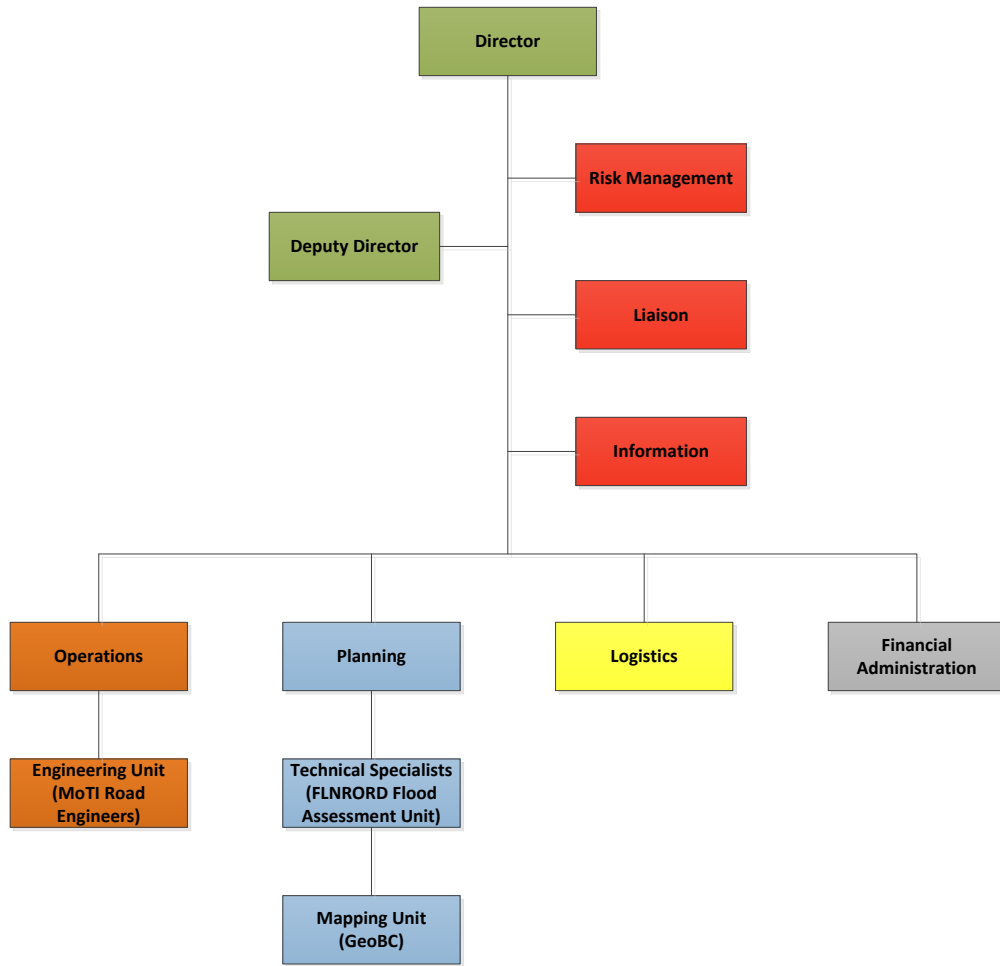 Director
Risk Management
Deputy Director
Liaison
Information
Operations
Planning
Logistics
Financial
Administration
Engineering Unit
(MoTI Road
Engineers)
Technical Specialists
(FLNRORD Flood
Assessment Unit)
Mapping Unit
(GeoBC)